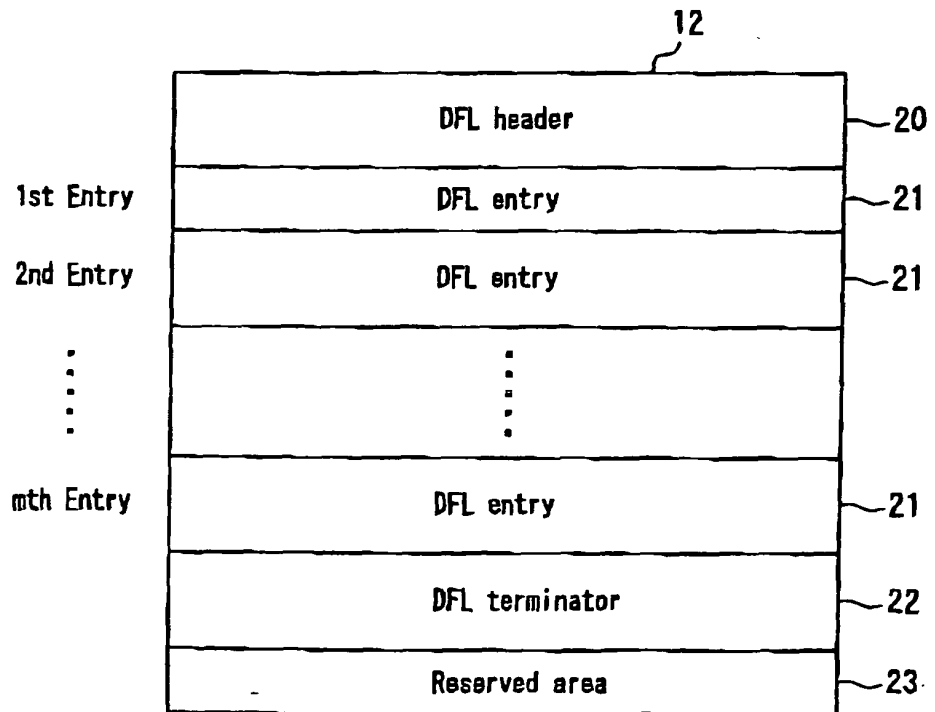 12
DFL header 20
1st Entry DFL entry 21
2nd Entry DFL entry 21
mth Entry DFL entry 21
DFL terminator 22
Reserved area 23